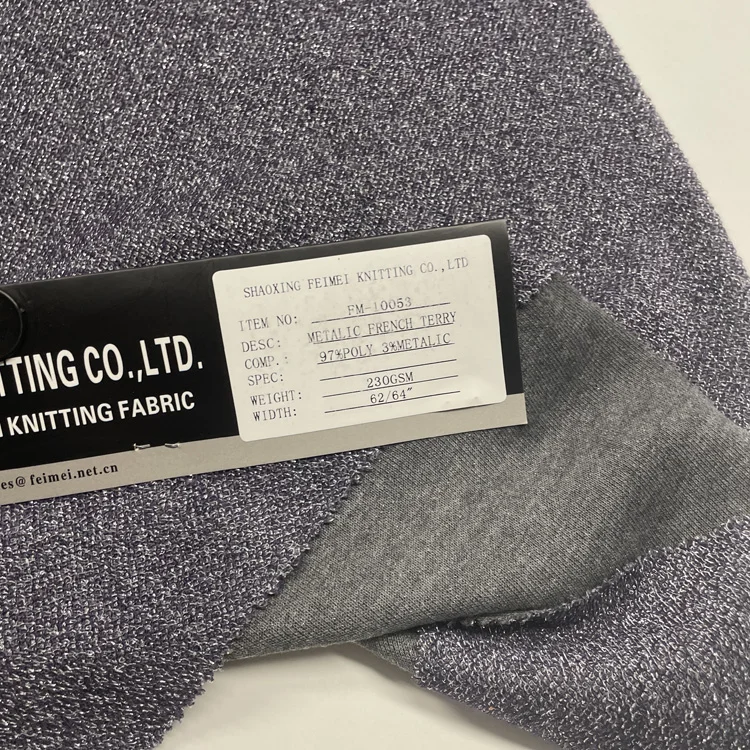 TTING CO.,LTD.
KNITTING FABRIC
es@feimei.net.cn
SHAOXING FEIMEI KNITTING CO.,LTD
ITEM NO: FM-10053
DESC: METALIC FRENCH TERRY
COMP.: 97%POLY 3%METALIC
SPEC:
WEIGHT: 230GSM
WIDTH: 62/64"